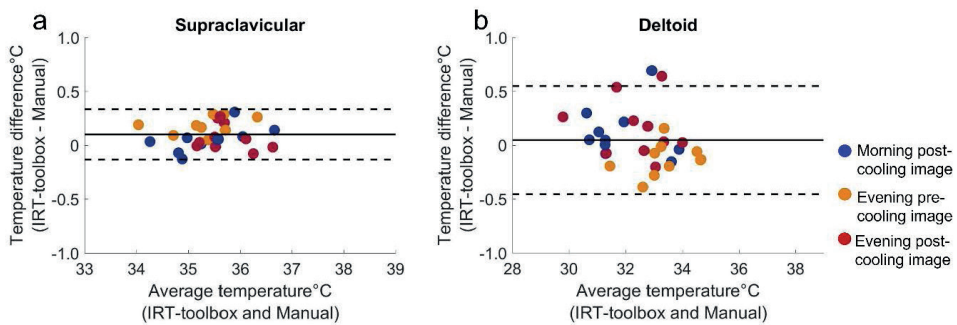 a
Supraclavicular
Temperature difference°C
(IRT-toolbox - Manual)
1.0
0.5
0
-0.5
-1.0
33 34 35 36 37 38 39
Average temperature°C
(IRT-toolbox and Manual)
b
Deltoid
Temperature difference°C
(IRT-toolbox - Manual)
1.0
0.5
0
-0.5
-1.0
28 30 32 34 36 38
Average temperature°C
(IRT-toolbox and Manual)
Morning post-
cooling image
Evening pre-
cooling image
Evening post-
cooling image